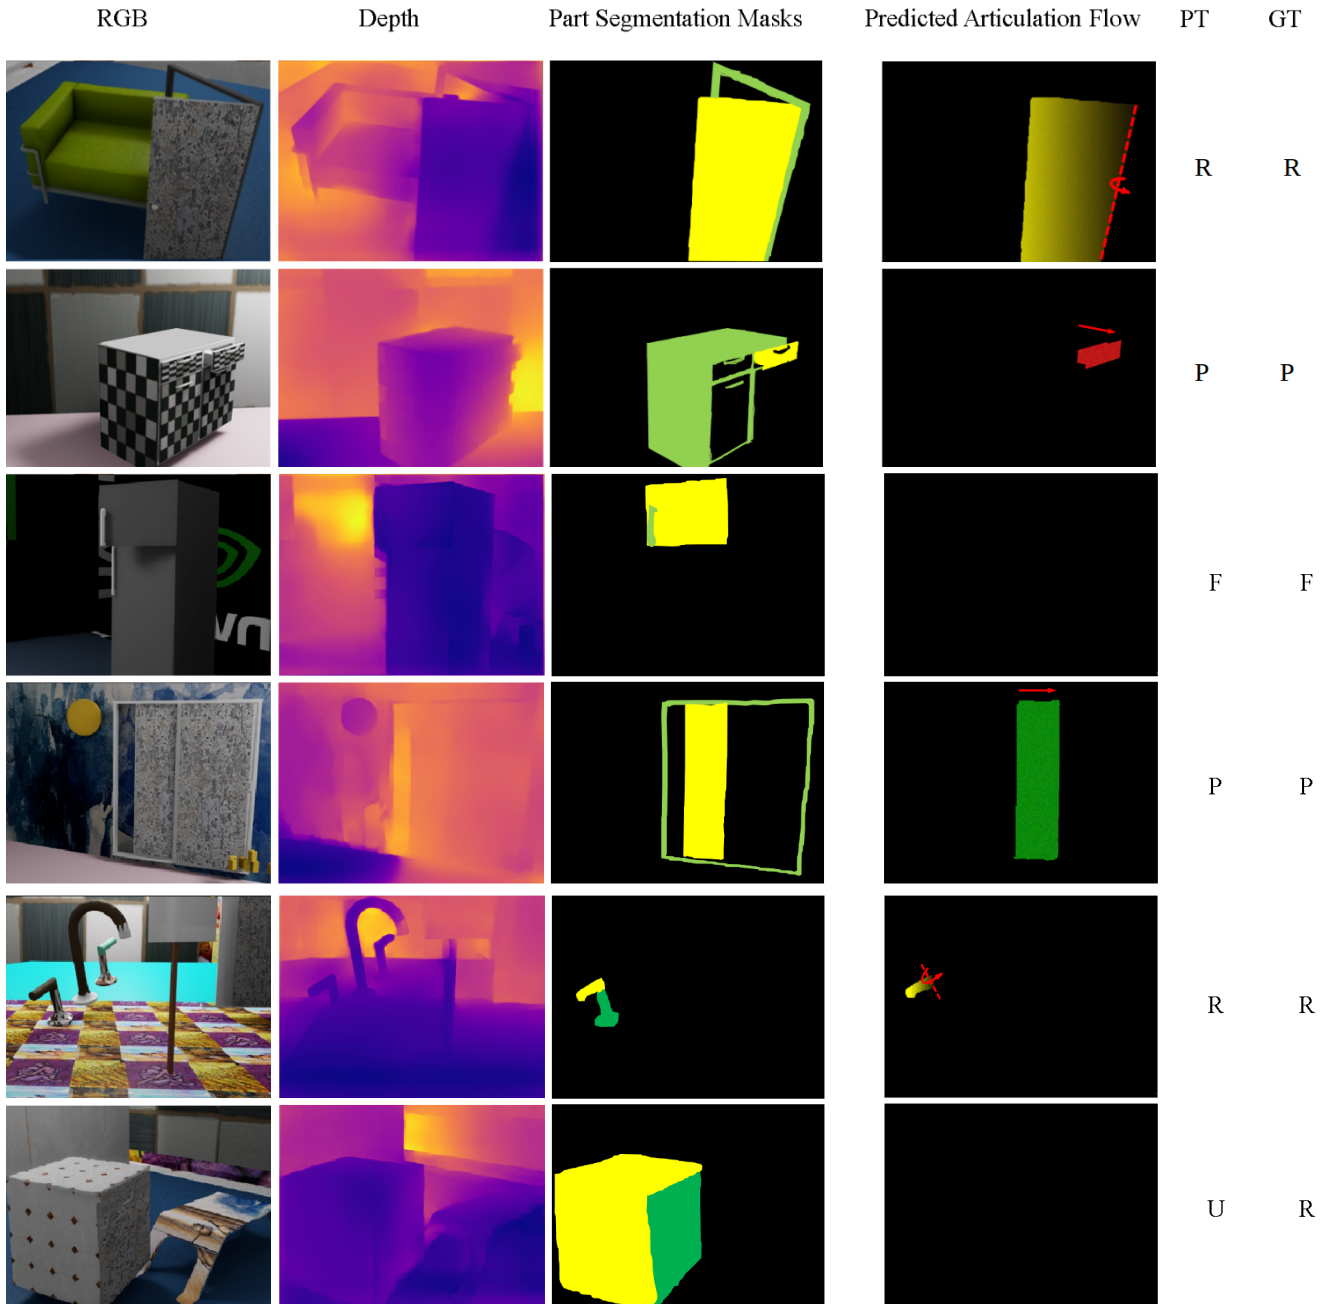 RGB Depth Part Segmentation Masks Predicted Articulation Flow PT GT
R R
P P
F F
P P
R R
U R